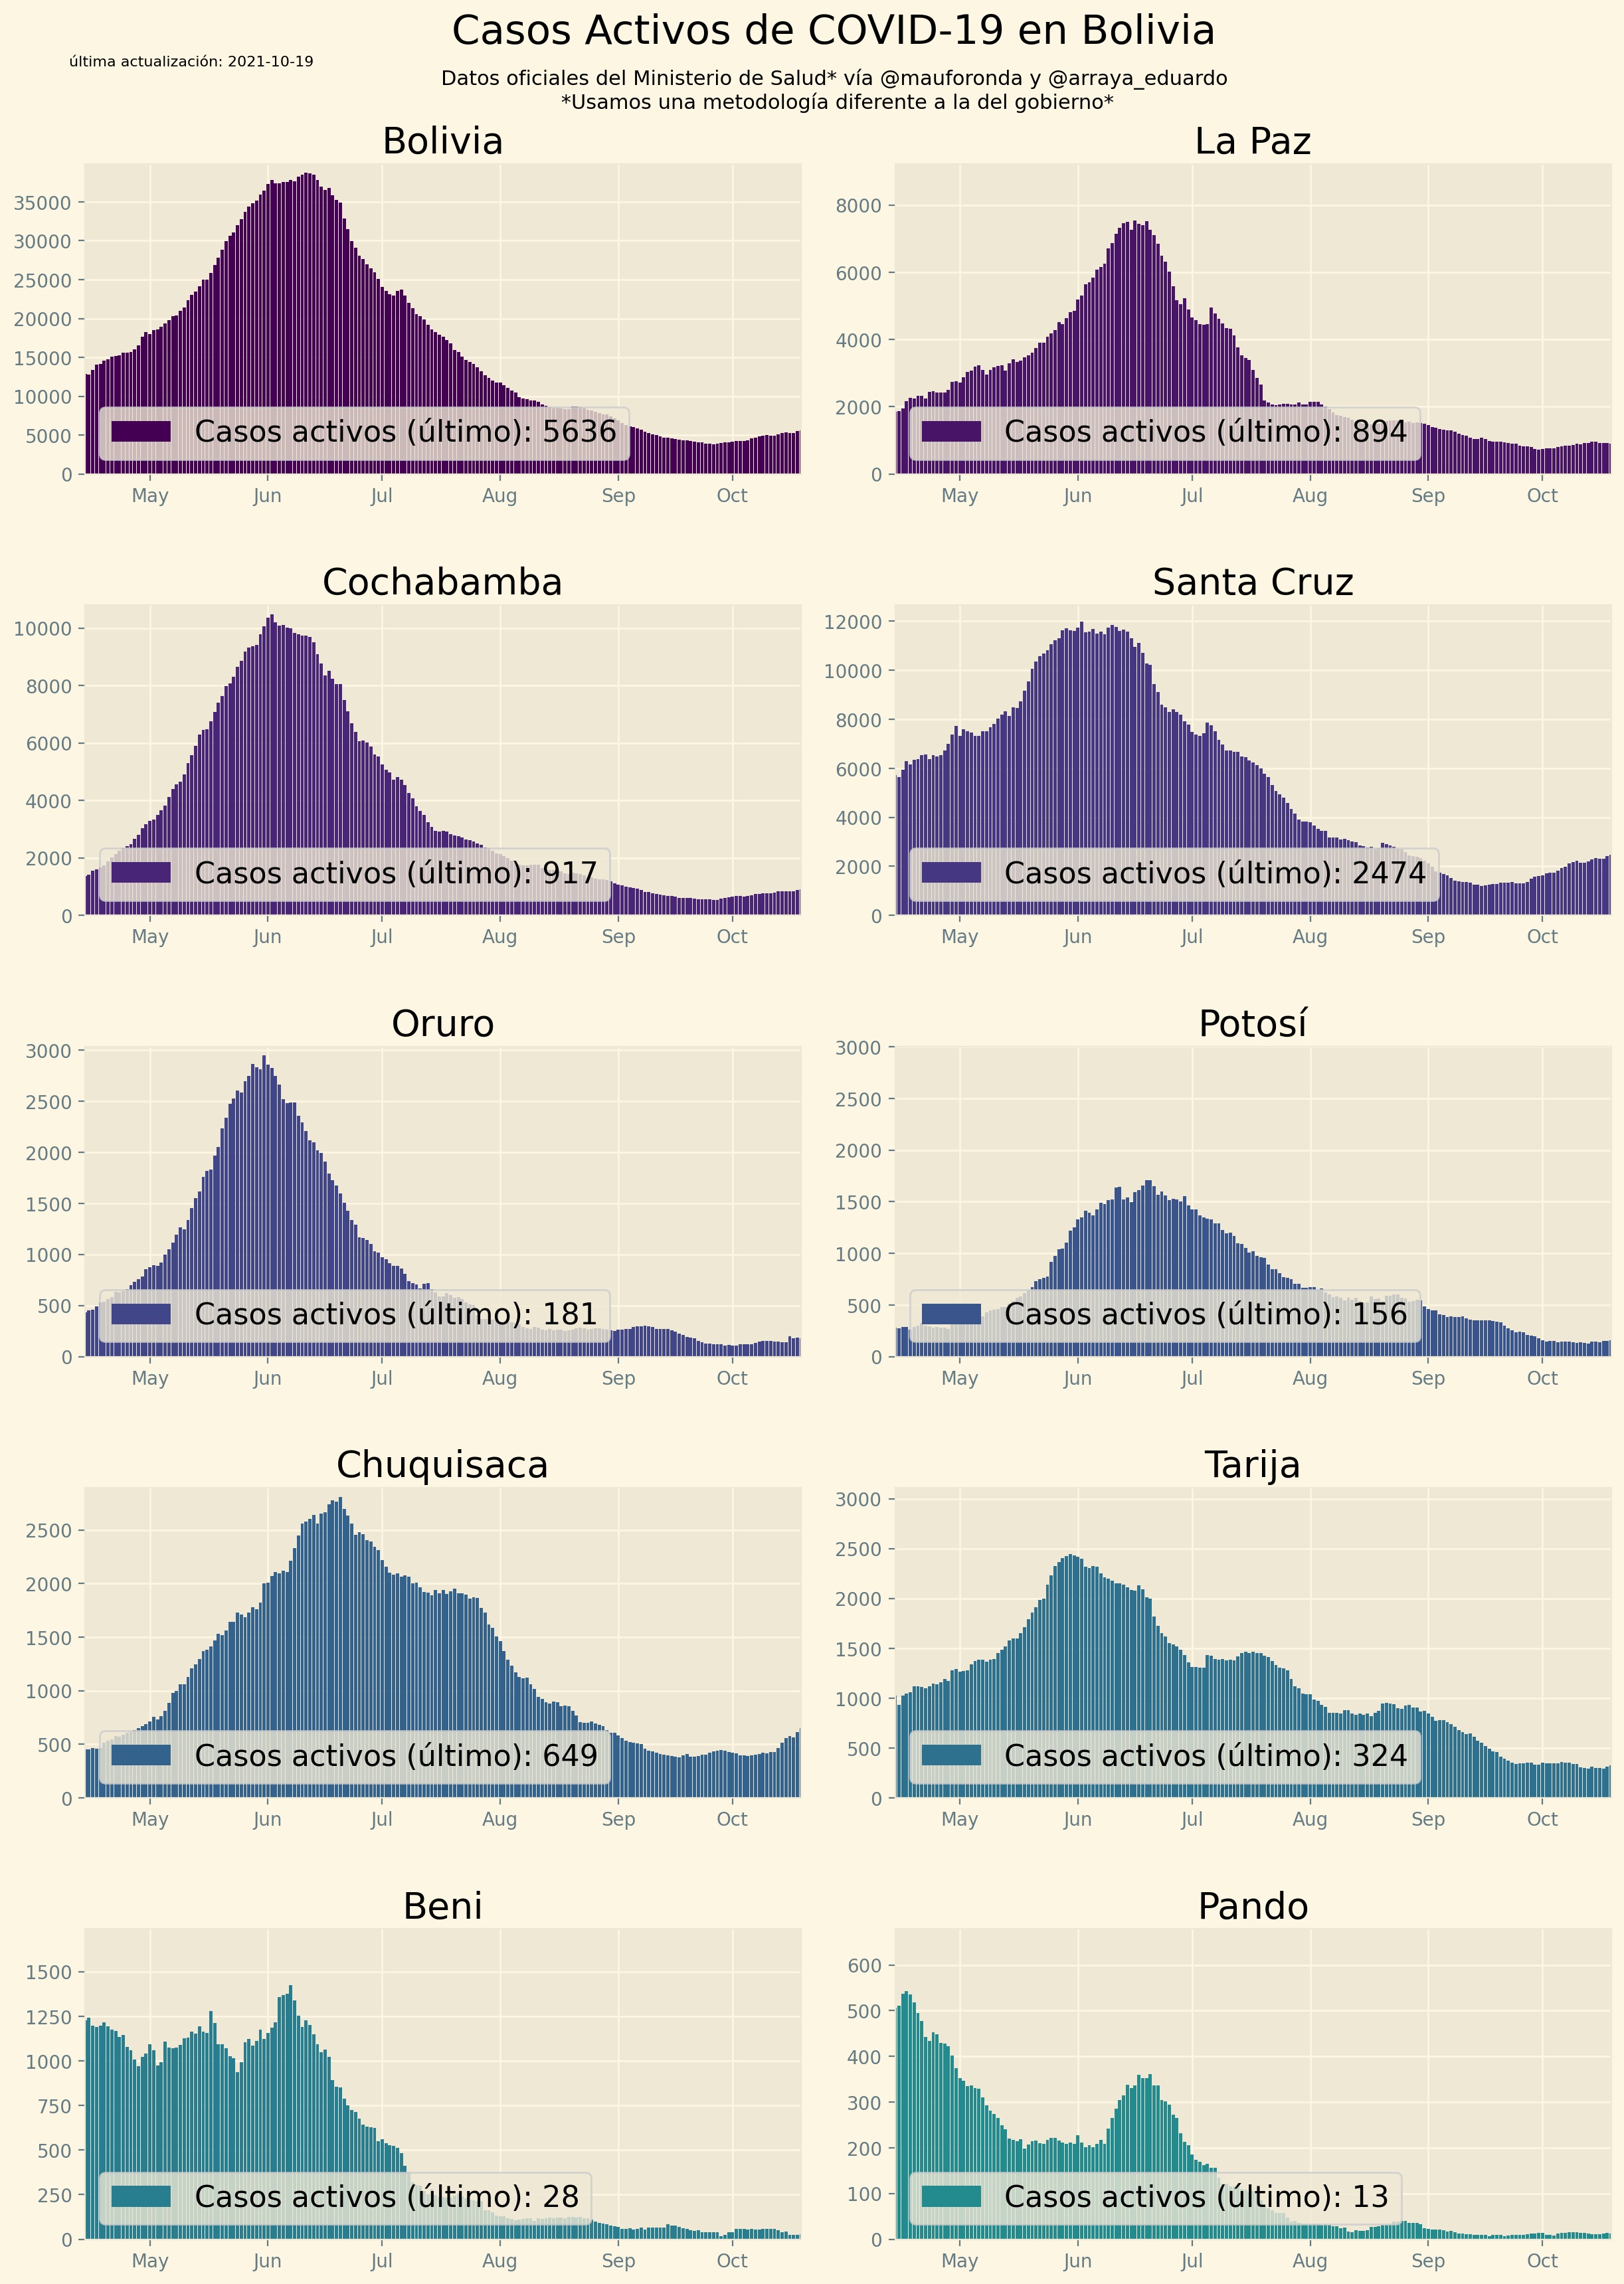 Casos Activos de COVID-19 en Bolivia
última actualización: 2021-10-19
Datos oficiales del Ministerio de Salud* vía @mauforonda y @arraya_eduardo
*Usamos una metodología diferente a la del gobierno*
Bolivia
35000
30000
25000
20000
15000
10000
5000
0
Casos activos (último): 5636
May Jun Jul Aug Sep Oct
La Paz
8000
6000
4000
2000
0
Casos activos (último): 894
May Jun Jul Aug Sep Oct
Cochabamba
10000
8000
6000
4000
2000
0
Casos activos (último): 917
May Jun Jul Aug Sep Oct
Santa Cruz
12000
10000
8000
6000
4000
2000
0
Casos activos (último): 2474
May Jun Jul Aug Sep Oct
Oruro
3000
2500
2000
1500
1000
500
0
Casos activos (último): 181
May Jun Jul Aug Sep Oct
Potosí
3000
2500
2000
1500
1000
500
0
Casos activos (último): 156
May Jun Jul Aug Sep Oct
Chuquisaca
2500
2000
1500
1000
500
0
Casos activos (último): 649
May Jun Jul Aug Sep Oct
Tarija
3000
2500
2000
1500
1000
500
0
Casos activos (último): 324
May Jun Jul Aug Sep Oct
Beni
1500
1250
1000
750
500
250
0
Casos activos (último): 28
May Jun Jul Aug Sep Oct
Pando
600
500
400
300
200
100
0
Casos activos (último): 13
May Jun Jul Aug Sep Oct